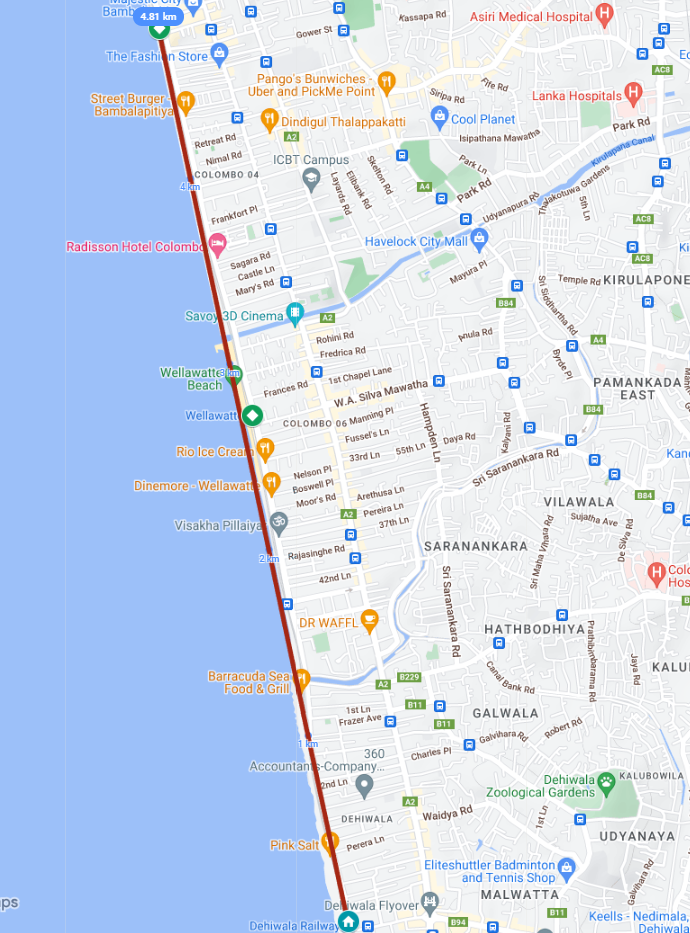 Majestic City
Bamb
4.81 km
Kassapa Rd
Asiri Medical Hospital
Gower St
The Fashion Store
AC8
Pango's Bunwiches -
Uber and PickMe Point
Fife Rd
Siripa Rd
Lanka Hospitals
Street Burger -
Bambalapitiya
Dindigul Thalappakatti
Cool Planet
Park Rd
A2
Isipathana Mawatha
Retreat Rd
Nimal Rd
ICBT Campus
Park Ln
Kirulapana Canal
COLOMBO 04
Layards Rd
Elibank Rd
Skelton Rd
4 km
A4
Park Rd
Thalakotuwa Gardens
Udyanapura Rd
5th Ln
Frankfort Pl
AC8
Radisson Hotel Colombo
Havelock City Mall
AC8
Sagara Rd
Castle Ln
Mary's Rd
Mayura Pl
Temple Rd
KIRULAPONE
Sri Siddhartha Rd
B84
Savoy 3D Cinema
A2
Rohini Rd
Fredrica Rd
A4
Byrde Pl
Wellawatte
Beach
3 km
1st Chapel Lane
Frances Rd
W.A. Silva Mawatha
PAMANKADA
EAST
B84
Wellawatt
COLOMBO 06
Manning Pl
Hampden Ln
Kalyani Rd
Fussel's Ln
Daya Rd
55th Ln
33rd Ln
Rio Ice Cream
Sri Saranankara Rd
Kan
Nelson Pl
Boswell Pl
Moor's Rd
Dinemore - Wellawatte
Arethusa Ln
Pereira Ln
37th Ln
B84
VILAWALA
A2
Sujatha Ave
De Silva Rd
Visakha Pillaiya
Sri Maha Vihara Rd
SARANANKARA
Rajasinghe Rd
2 km
42nd Ln
Sri Saranankara Rd
Colo
Hos
DR WAFFL
HATHBODHIYA
Prathibimbarama Rd
Jaya Rd
Barracuda Sea
Food & Grill
A2
B229
Canal Bank Rd
KALU
B11
1st Ln
Frazer Ave
B11
GALWALA
Robert Rd
Galvihara Rd
1 km
Charles Pl
360
Accountants-Company...
2nd Ln
Dehiwala
Zoological Gardens
KALUBOWILA
A2
DEHIWALA
Waidya Rd
1st Ln
UDYANAYA
Pink Salt
Perera Ln
Eliteshuttler Badminton
and Tennis Shop
Galvihara Rd
MALWATTA
aps
Dehiwala Flyover
B11
Dehiwala Railway
B94
Keells - Nedimala,
Dehiwala